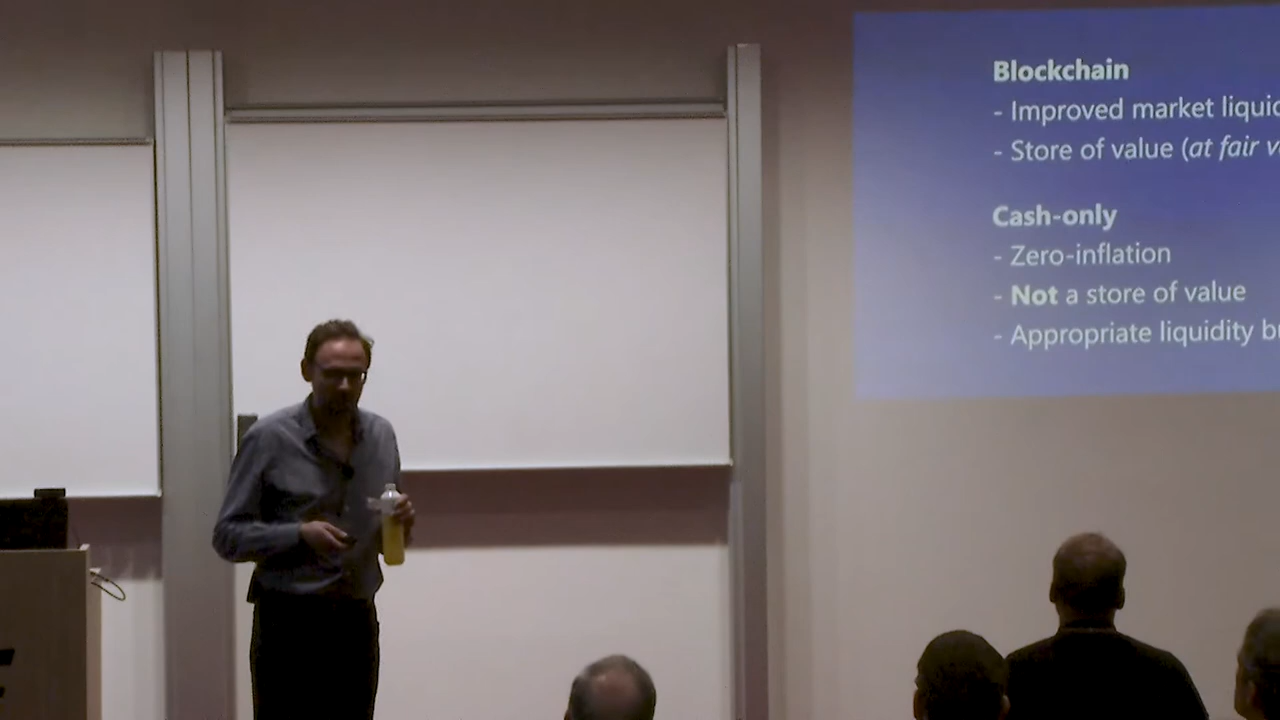 Blockchain
- Improved market
- Store of value (at fair
Cash-only
- Zero-inflation
- Not a store of value
- Appropriate liquidity